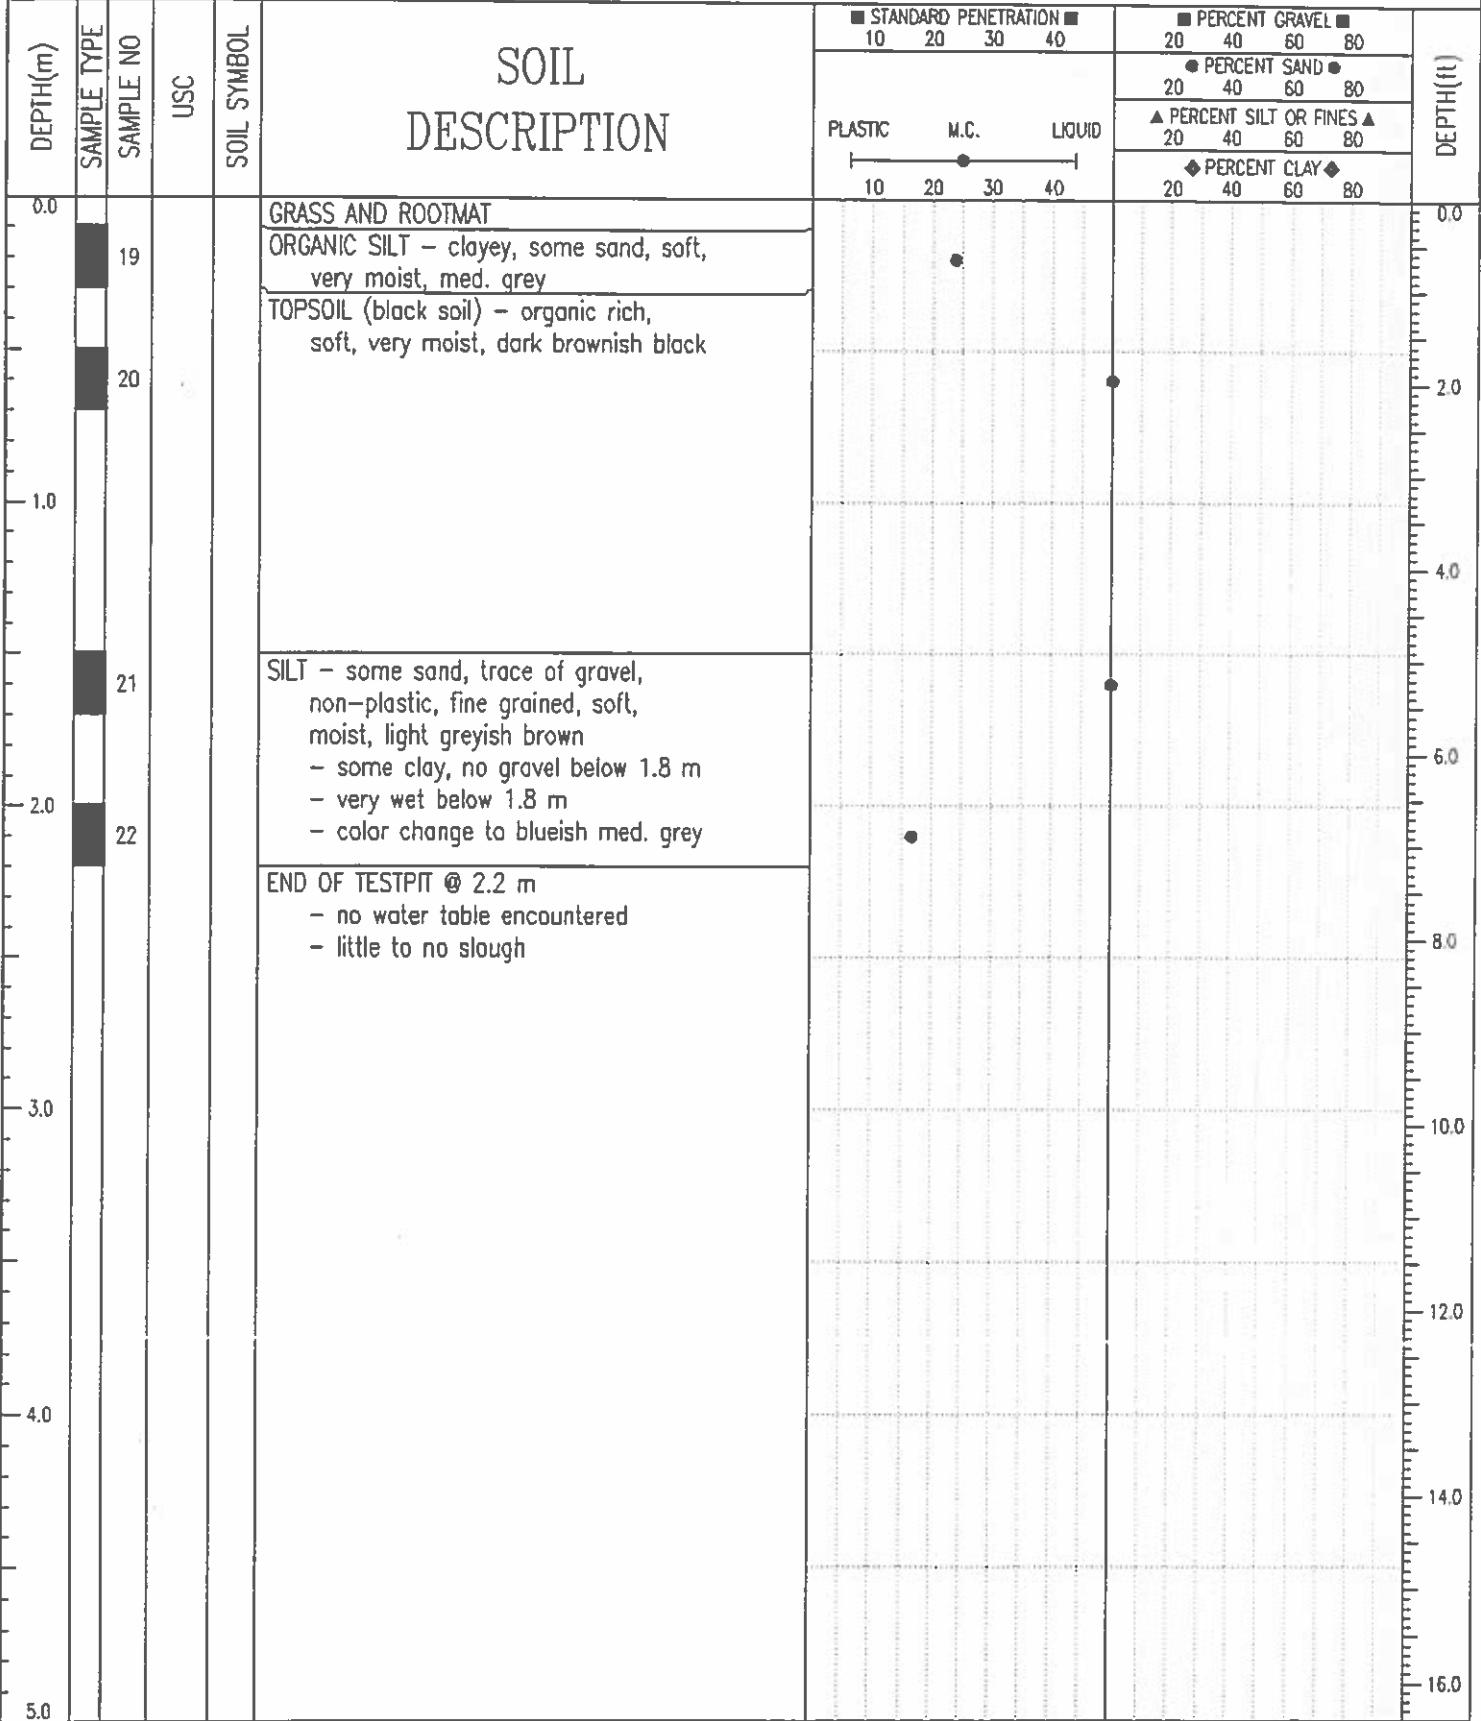 DEPTH(m)
SAMPLE TYPE
SAMPLE NO
USC
SOIL SYMBOL
SOIL
DESCRIPTION
■ STANDARD PENETRATION ■
10 20 30 40
PLASTIC M.C. LIQUID
10 20 30 40
■ PERCENT GRAVEL ■
20 40 60 80
● PERCENT SAND ●
20 40 60 80
▲ PERCENT SILT OR FINES ▲
20 40 60 80
◆ PERCENT CLAY ◆
20 40 60 80
DEPTH(ft)
0.0
GRASS AND ROOTMAT
0.0
19
ORGANIC SILT – clayey, some sand, soft,
very moist, med. grey
TOPSOIL (black soil) – organic rich,
soft, very moist, dark brownish black
20
2.0
1.0
4.0
21
SILT – some sand, trace of gravel,
non–plastic, fine grained, soft,
moist, light greyish brown
– some clay, no gravel below 1.8 m
6.0
2.0
– very wet below 1.8 m
22
– color change to blueish med. grey
END OF TESTPIT @ 2.2 m
– no water table encountered
– little to no slough
8.0
3.0
10.0
12.0
4.0
14.0
16.0
5.0